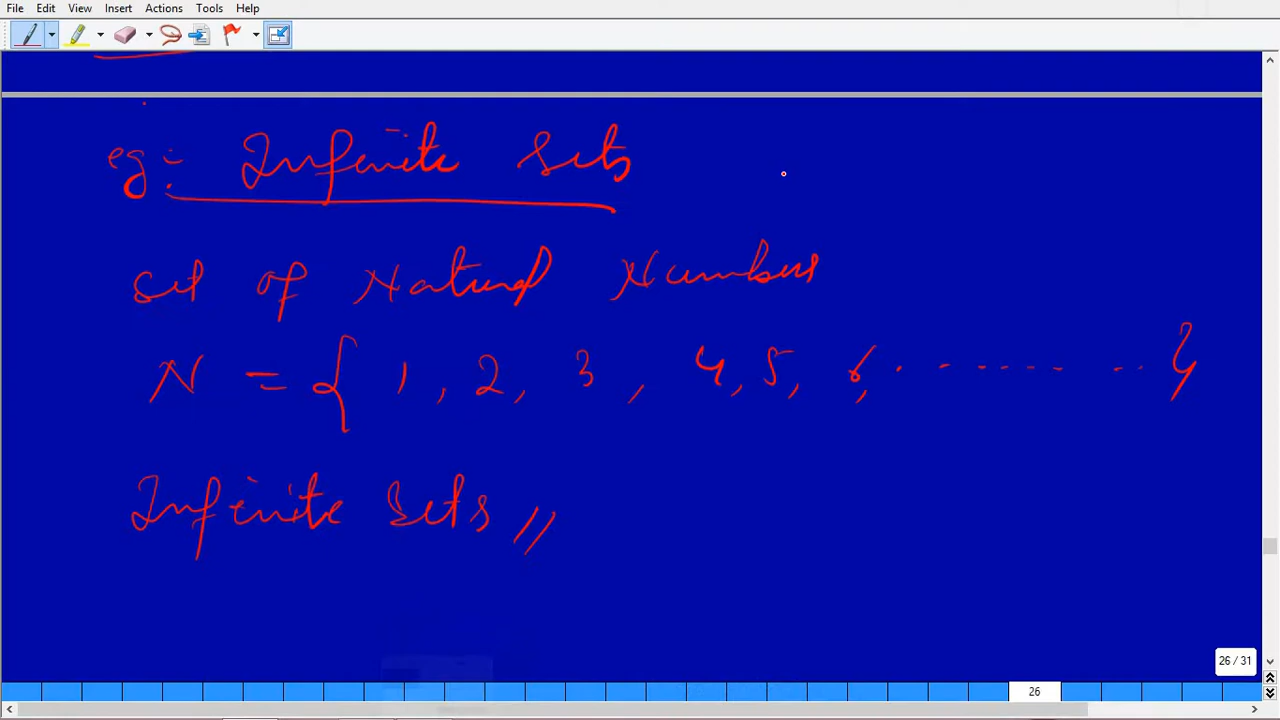 File Edit View Insert Actions Tools Help
eg:- Infinite Sets
set of Natural Numbers
N = { 1, 2, 3, 4, 5, 6, ........... }
Infinite Sets //
26 / 31
26